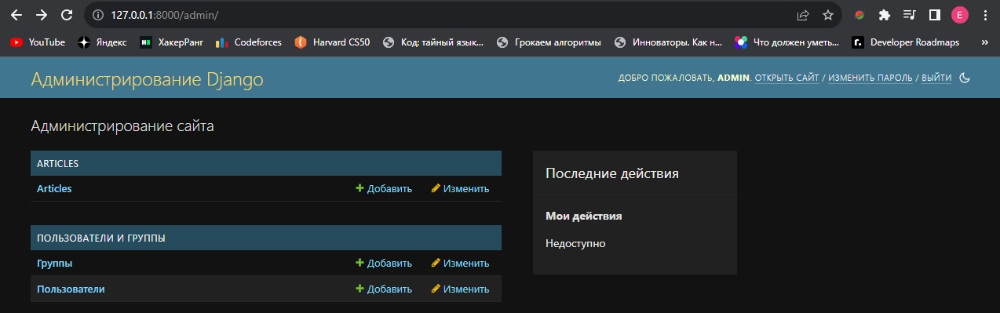 127.0.0.1:8000/admin/
E
YouTube Яндекс ХакерРанг Codeforces Harvard CS50 Код: тайный язык... Грокаем алгоритмы Инноваторы. Как н... Что должен уметь... Developer Roadmaps »
Администрирование Django
ДОБРО ПОЖАЛОВАТЬ, ADMIN. ОТКРЫТЬ САЙТ / ИЗМЕНИТЬ ПАРОЛЬ / ВЫЙТИ
Администрирование сайта
ARTICLES
Articles Добавить Изменить
ПОЛЬЗОВАТЕЛИ И ГРУППЫ
Группы Добавить Изменить
Пользователи Добавить Изменить
Последние действия
Мои действия
Недоступно